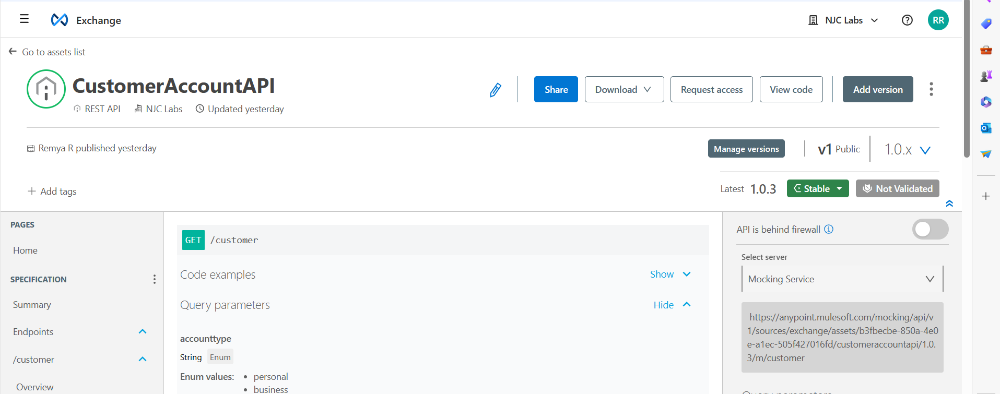 Exchange
NJC Labs
RR
Go to assets list
CustomerAccountAPI
Share
Download
Request access
View code
Add version
REST API
NJC Labs
Updated yesterday
Remya R published yesterday
Manage versions
v1 Public
1.0.x
Add tags
Latest 1.0.3
Stable
Not Validated
PAGES
Home
SPECIFICATION
Summary
Endpoints
/customer
Overview
GET /customer
Code examples
Show
Query parameters
Hide
accounttype
String Enum
Enum values: • personal
• business
API is behind firewall
Select server
Mocking Service
https://anypoint.mulesoft.com/mocking/api/v
1/sources/exchange/assets/b3fbecbe-850a-4e0
e-a1ec-505f427016fd/customeraccountapi/1.0.
3/m/customer
Query parameters